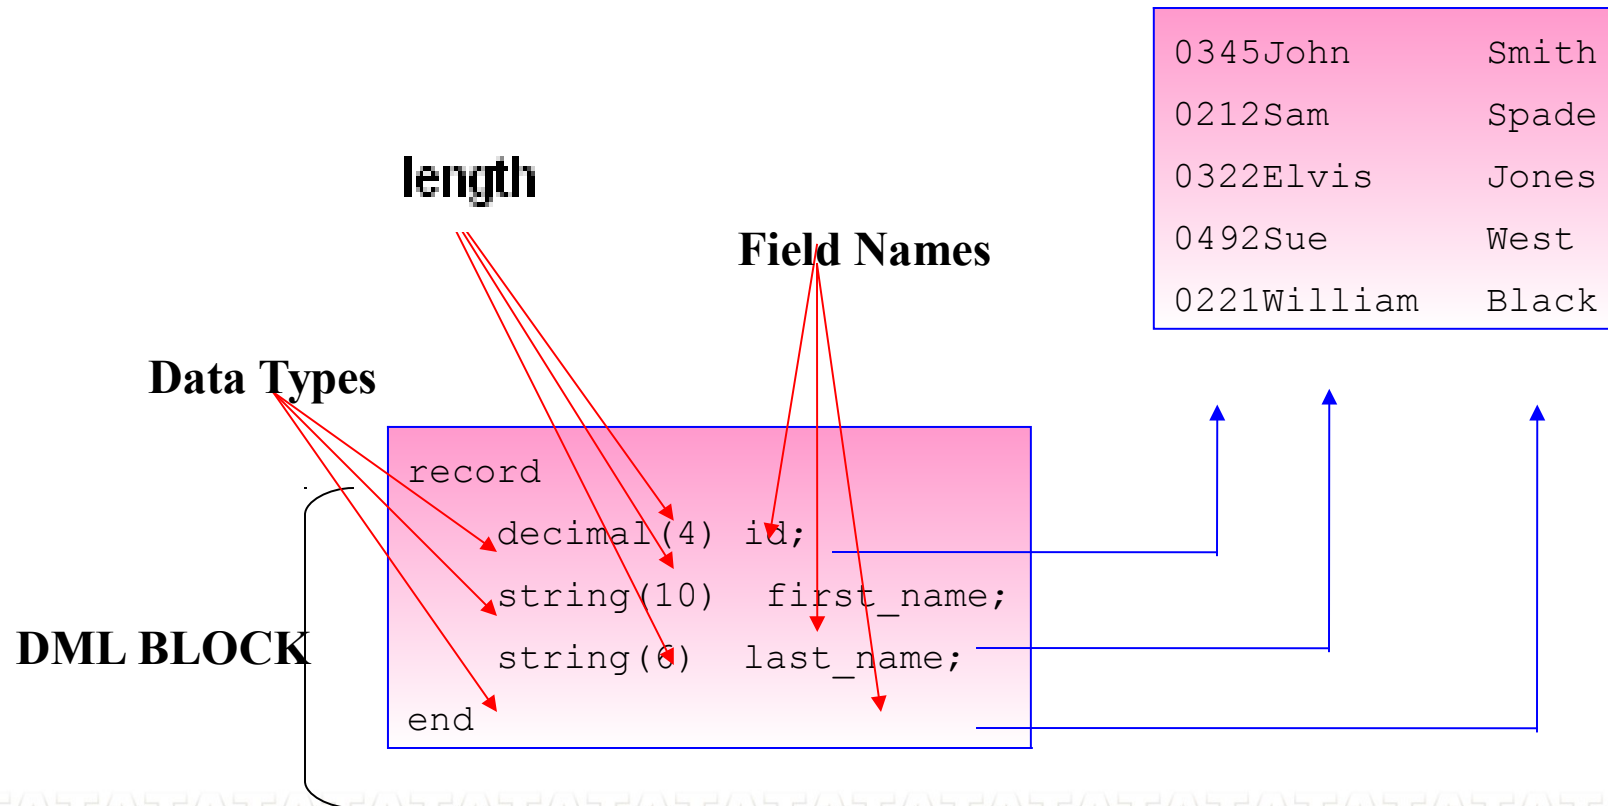 0345John      Smith
0212Sam       Spade
0322Elvis     Jones
0492Sue       West
0221William   Black
length
Field Names
Data Types
record
decimal(4) id;
string(10)  first_name;
string(6)  last_name;
end
DML BLOCK